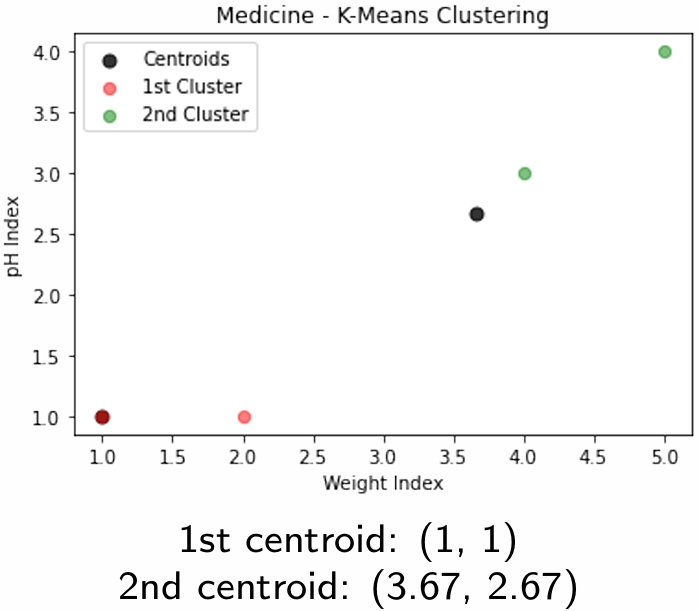 Medicine - K-Means Clustering
Centroids
1st Cluster
2nd Cluster
4.0
3.5
3.0
2.5
2.0
1.5
1.0
pH Index
1.0 1.5 2.0 2.5 3.0 3.5 4.0 4.5 5.0
Weight Index
1st centroid: (1, 1)
2nd centroid: (3.67, 2.67)